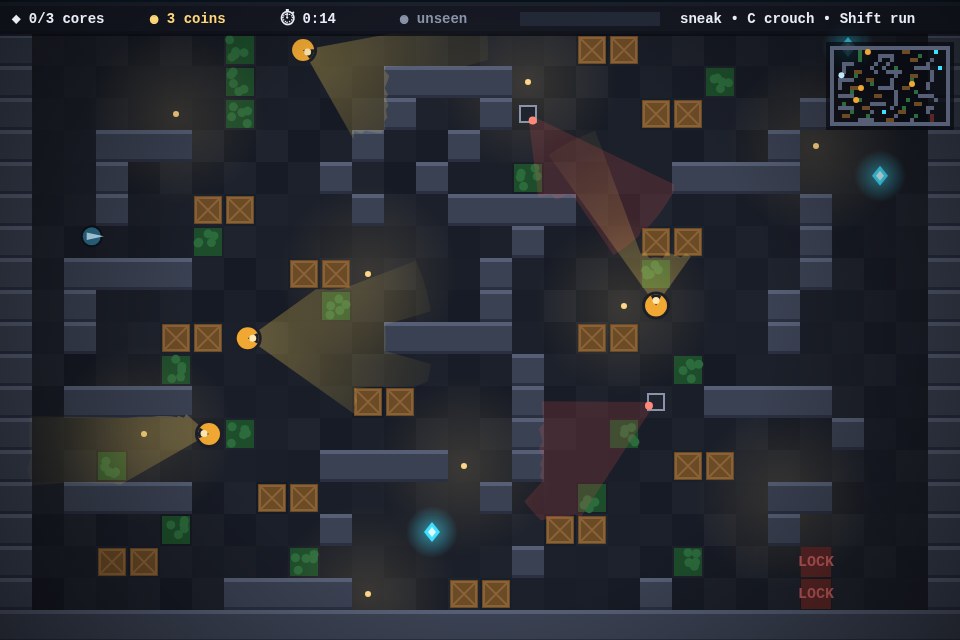 ◆ 0/3 cores ● 3 coins ⏱ 0:14 ● unseen sneak • C crouch • Shift run
LOCK
LOCK